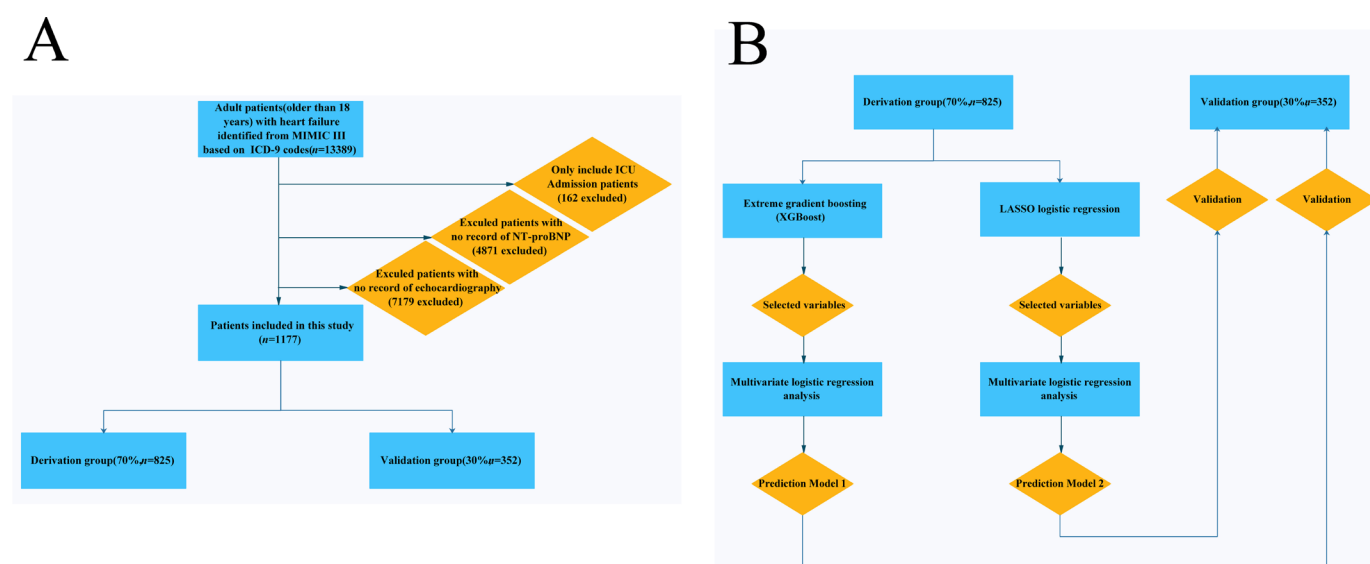 A
Adult patients(older than 18
years) with heart failure
identified from MIMIC III
based on ICD-9 codes(n=13389)
Only include ICU
Admission patients
(162 excluded)
Exculed patients with
no record of NT-proBNP
(4871 excluded)
Exculed patients with
no record of echocardiography
(7179 excluded)
Patients included in this study
(n=1177)
Derivation group(70%,n=825)
Validation group(30%,n=352)
B
Derivation group(70%,n=825)
Validation group(30%,n=352)
Extreme gradient boosting
(XGBoost)
LASSO logistic regression
Validation
Validation
Selected variables
Selected variables
Multivariate logistic regression
analysis
Multivariate logistic regression
analysis
Prediction Model 1
Prediction Model 2